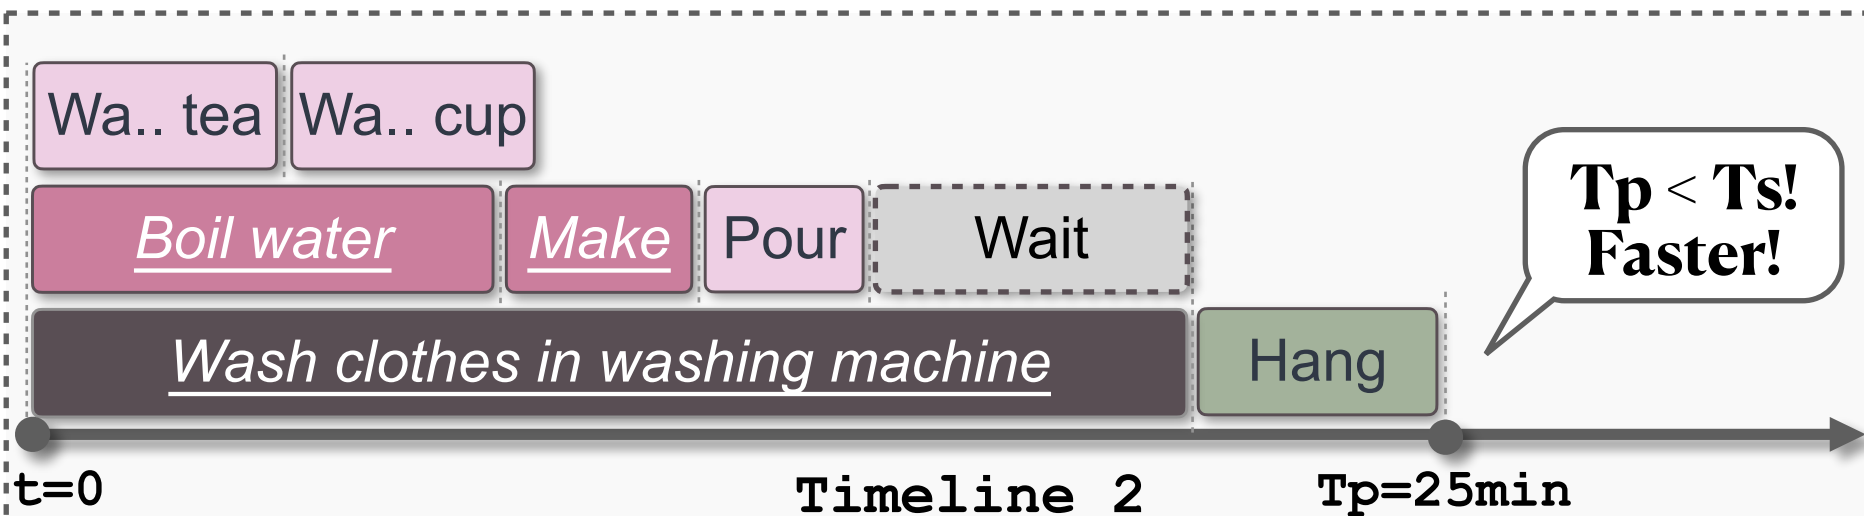 Wa.. tea
Wa.. cup
Boil water
Make
Pour
Wait
Tp < Ts!
Faster!
Wash clothes in washing machine
Hang
t=0
Timeline 2
Tp=25min